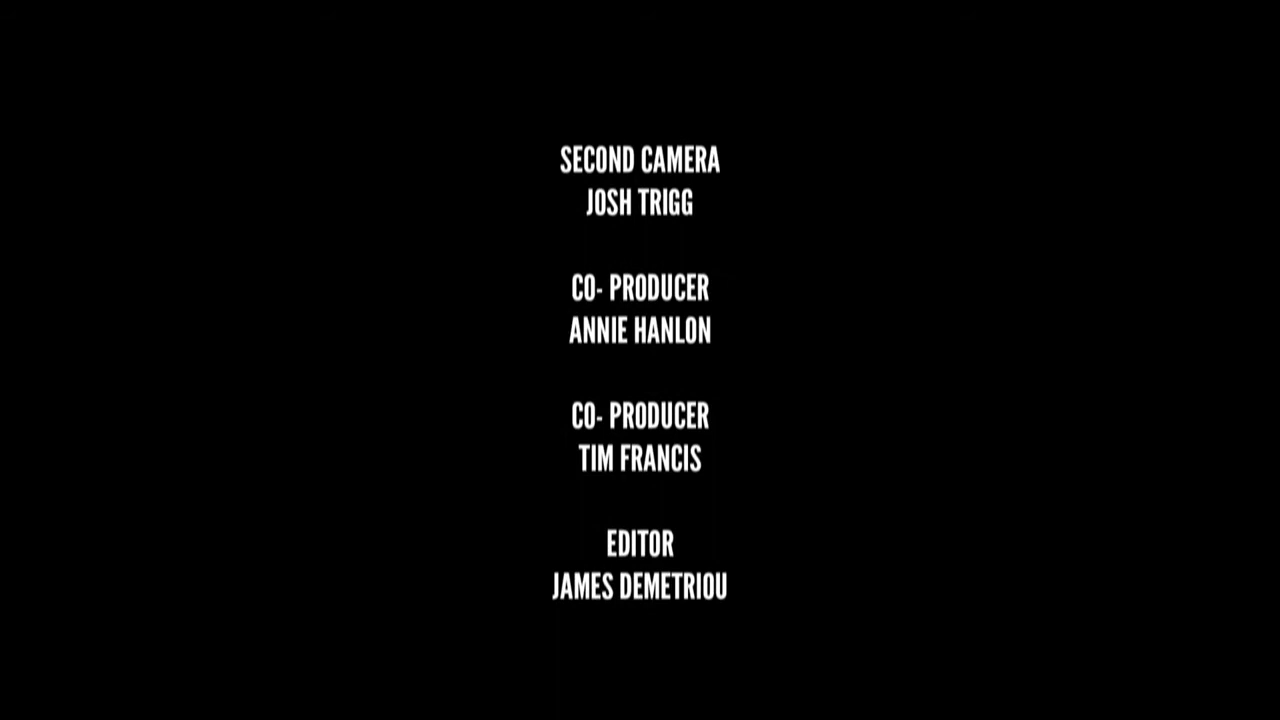 SECOND CAMERA
JOSH TRIGG
CO- PRODUCER
ANNIE HANLON
CO- PRODUCER
TIM FRANCIS
EDITOR
JAMES DEMETRIOU